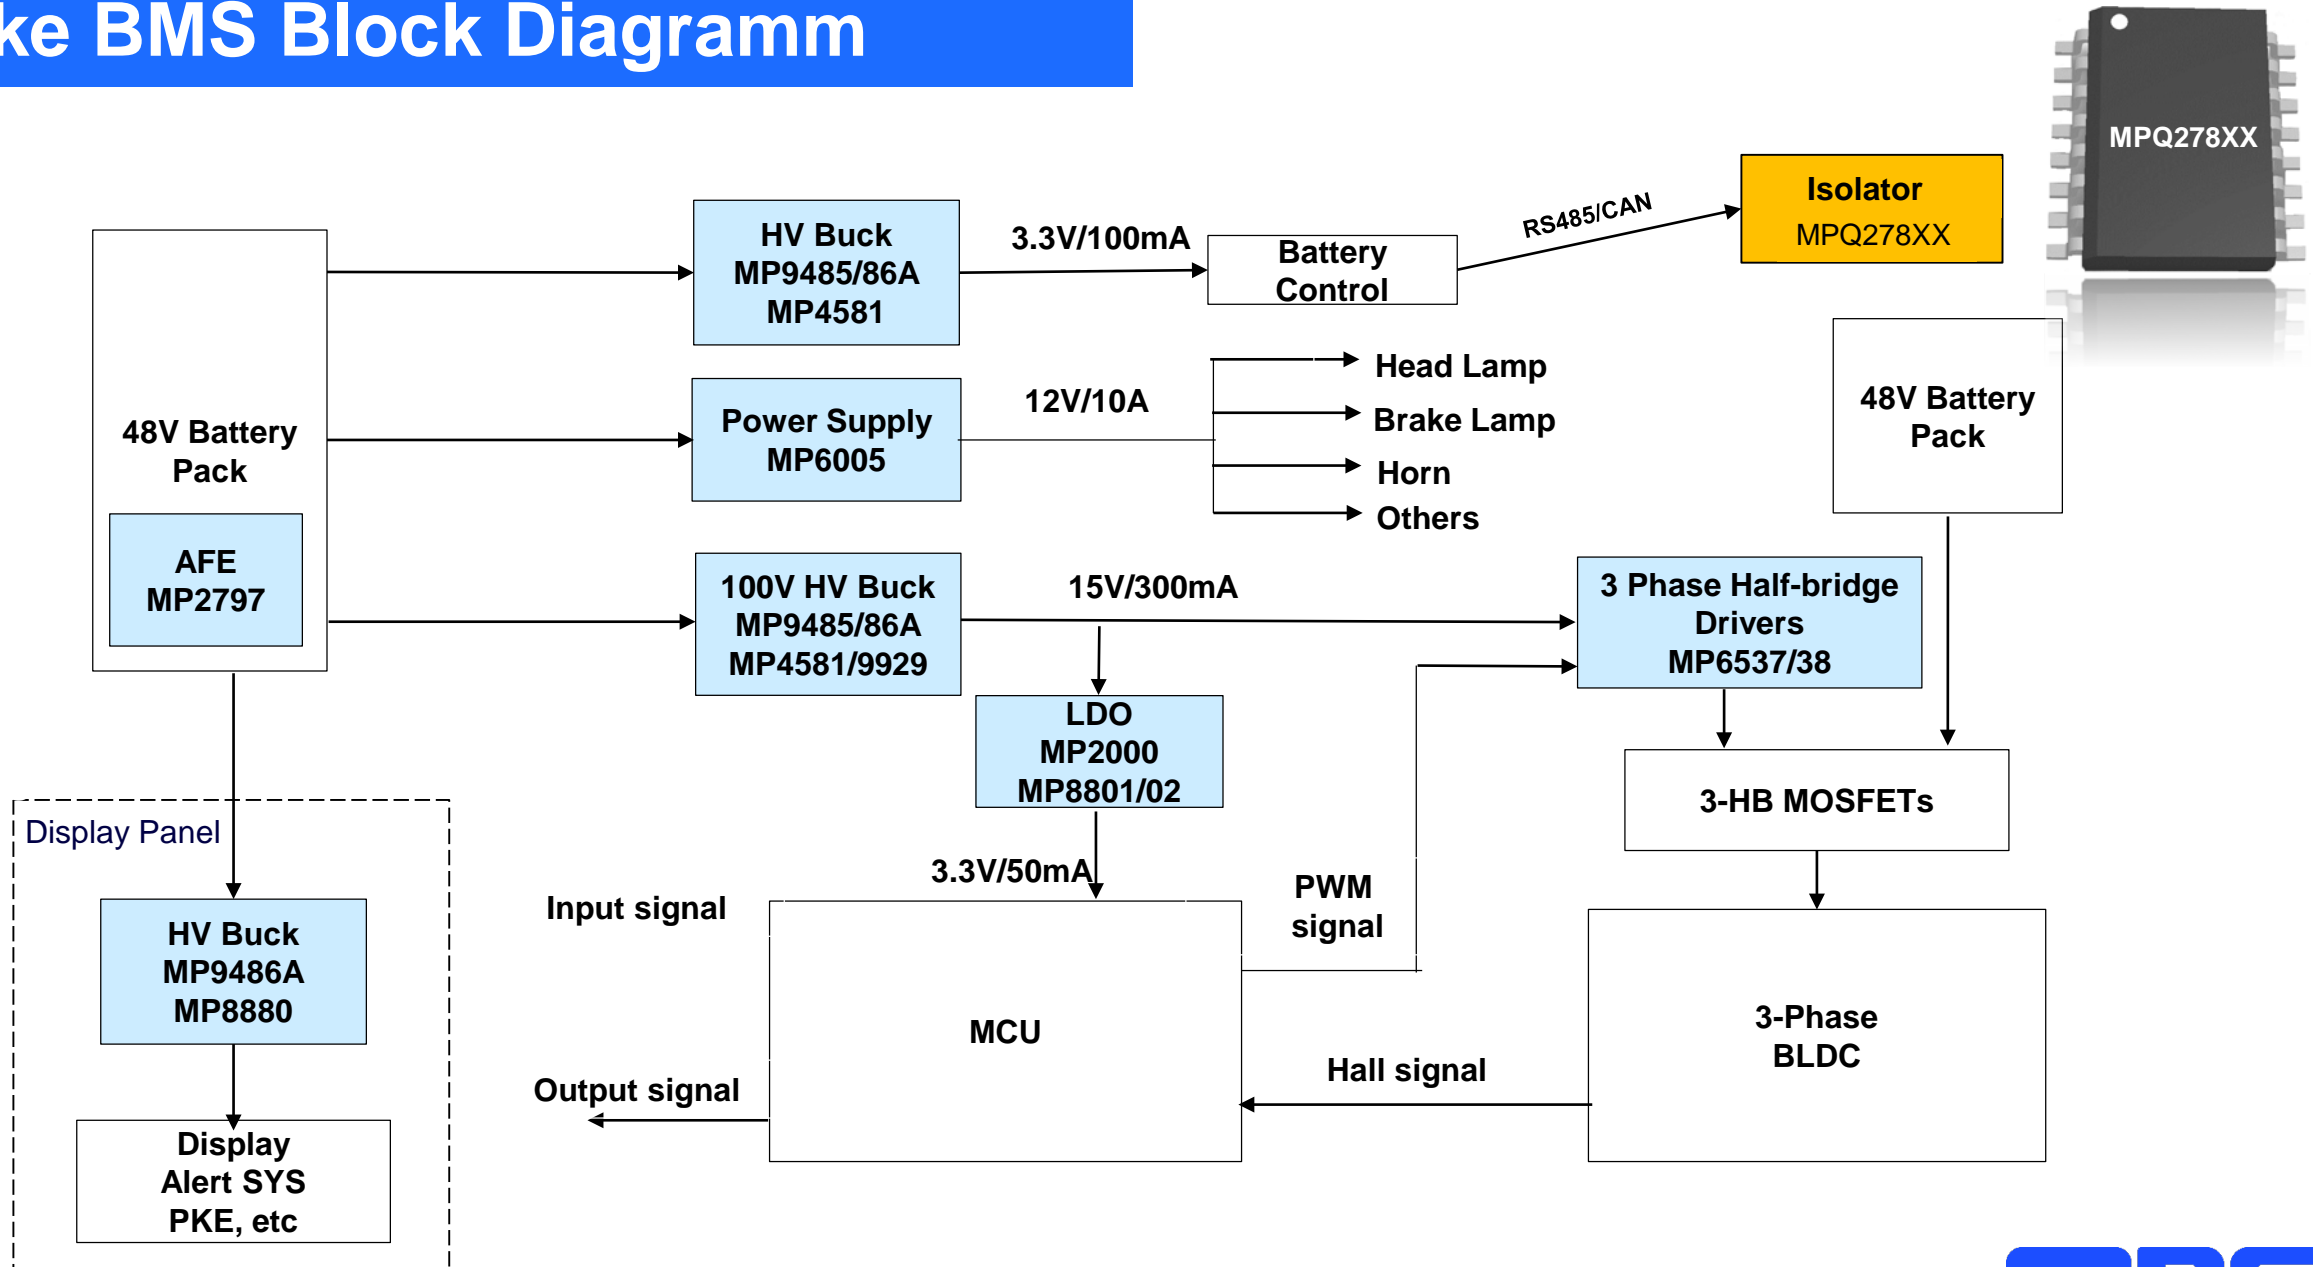 ke BMS Block Diagramm
MPQ278XX
Isolator
MPQ278XX
RS485/CAN
HV Buck
MP9485/86A
MP4581
3.3V/100mA
Battery
Control
48V Battery
Pack
Power Supply
MP6005
12V/10A
Head Lamp
Brake Lamp
Horn
Others
48V Battery
Pack
AFE
MP2797
100V HV Buck
MP9485/86A
MP4581/9929
15V/300mA
3 Phase Half-bridge
Drivers
MP6537/38
LDO
MP2000
MP8801/02
3-HB MOSFETs
Display Panel
3.3V/50mA
Input signal
PWM
signal
HV Buck
MP9486A
MP8880
MCU
3-Phase
BLDC
Hall signal
Output signal
Display
Alert SYS
PKE, etc